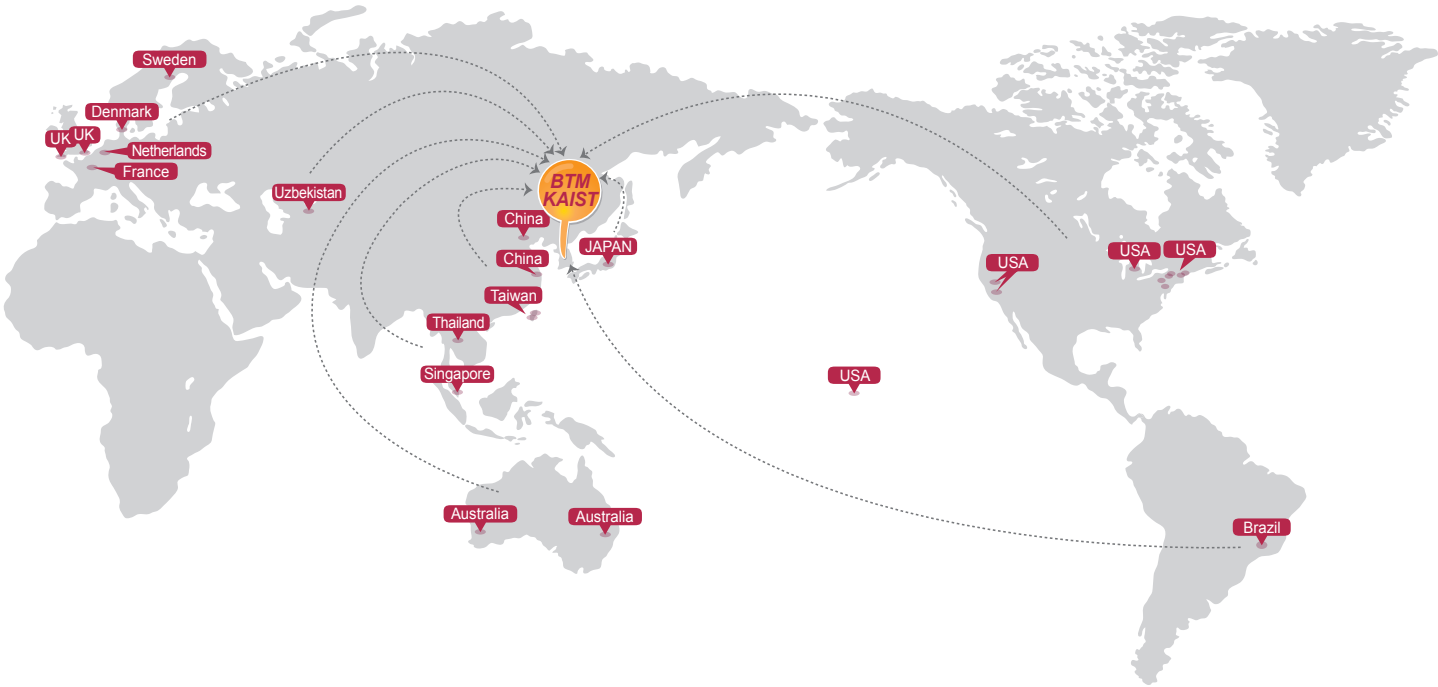 Sweden
Denmark
UK
UK
Netherlands
France
Uzbekistan
BTM
KAIST
China
JAPAN
China
Taiwan
Thailand
Singapore
Australia
Australia
USA
USA
USA
USA
Brazil